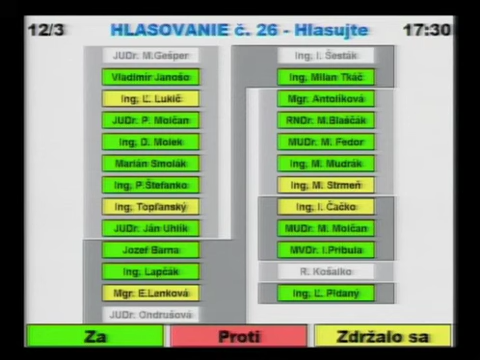 12/3
HLASOVANIE č. 26 - Hlasujte
17:30
JUDr. M.Gešper
Vladimír Janošo
Ing. Ľ. Lukič
JUDr. P. Molčan
Ing. D. Molek
Marián Smolák
Ing. P.Štefanko
Ing. Topľanský
JUDr. Ján Uhlík
Jozef Barna
Ing. Lapčák
Mgr. E.Lenková
JUDr. Ondrušová
Ing. I. Šesták
Ing. Milan Tkáč
Mgr. Antolíková
RNDr. M.Blaščák
MUDr. M. Fedor
Ing. M. Mudrák
Ing. M. Strmeň
Ing. I. Čačko
MUDr. M. Molčan
MVDr. I.Pribula
R. Košalko
Ing. Ľ. Pidaný
Za
Proti
Zdržalo sa